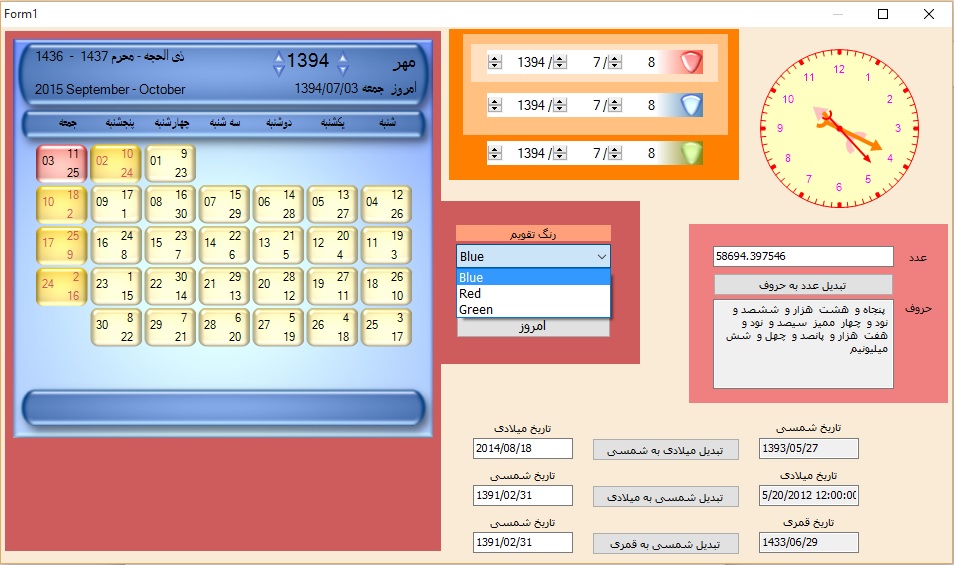 Form1
1436 - 1437 ذی الحجه - محرم
1394
مهر
2015 September - October
امروز جمعه 1394/07/03
شنبه یکشنبه دوشنبه سه شنبه چهارشنبه پنجشنبه جمعه
03 11 25 02 10 24 01 9 23
10 18 2 09 17 1 08 16 30 07 15 29 06 14 28 05 13 27 04 12 26
17 25 9 16 24 8 15 23 7 14 22 6 13 21 5 12 20 4 11 19 3
24 2 16 23 1 15 22 30 14 21 29 13 20 28 12 19 27 11 18 26 10
30 8 22 29 7 21 28 6 20 27 5 19 26 4 18 25 3 17
1394 / 7 / 8
1394 / 7 / 8
1394 / 7 / 8
12 1 2 3 4 5 6 7 8 9 10 11
رنگ تقویم
Blue
Blue
Red
Green
امروز
عدد
58694.397546
تبدیل عدد به حروف
حروف
پنجاه و هشت هزار و ششصد و
نود و چهار ممیز سیصد و نود و
هفت هزار و پانصد و چهل و شش
میلیونیم
تاریخ میلادی
تاریخ شمسی
2014/08/18
تبدیل میلادی به شمسی
1393/05/27
تاریخ شمسی
تاریخ میلادی
1391/02/31
تبدیل شمسی به میلادی
5/20/2012 12:00:00
تاریخ شمسی
تاریخ قمری
1391/02/31
تبدیل شمسی به قمری
1433/06/29